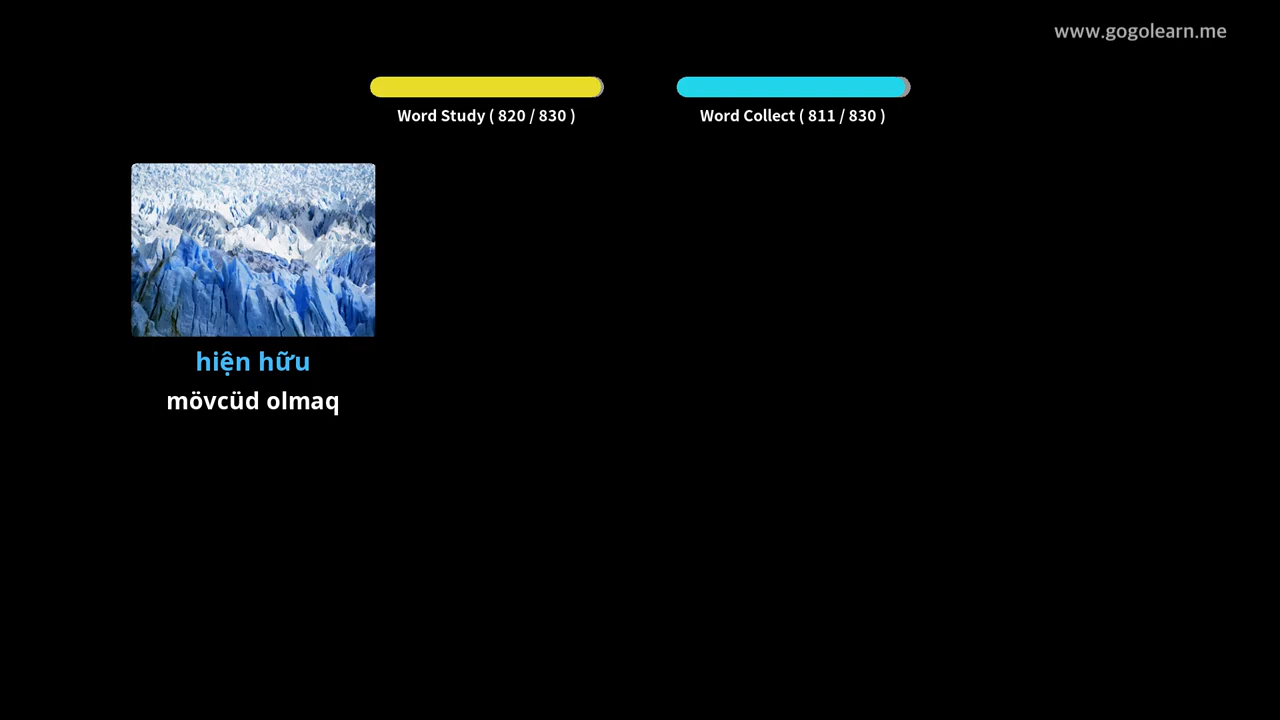 www.gogolearn.me
Word Study ( 820 / 830 )
Word Collect ( 811 / 830 )
hiện hữu
mövcüd olmaq